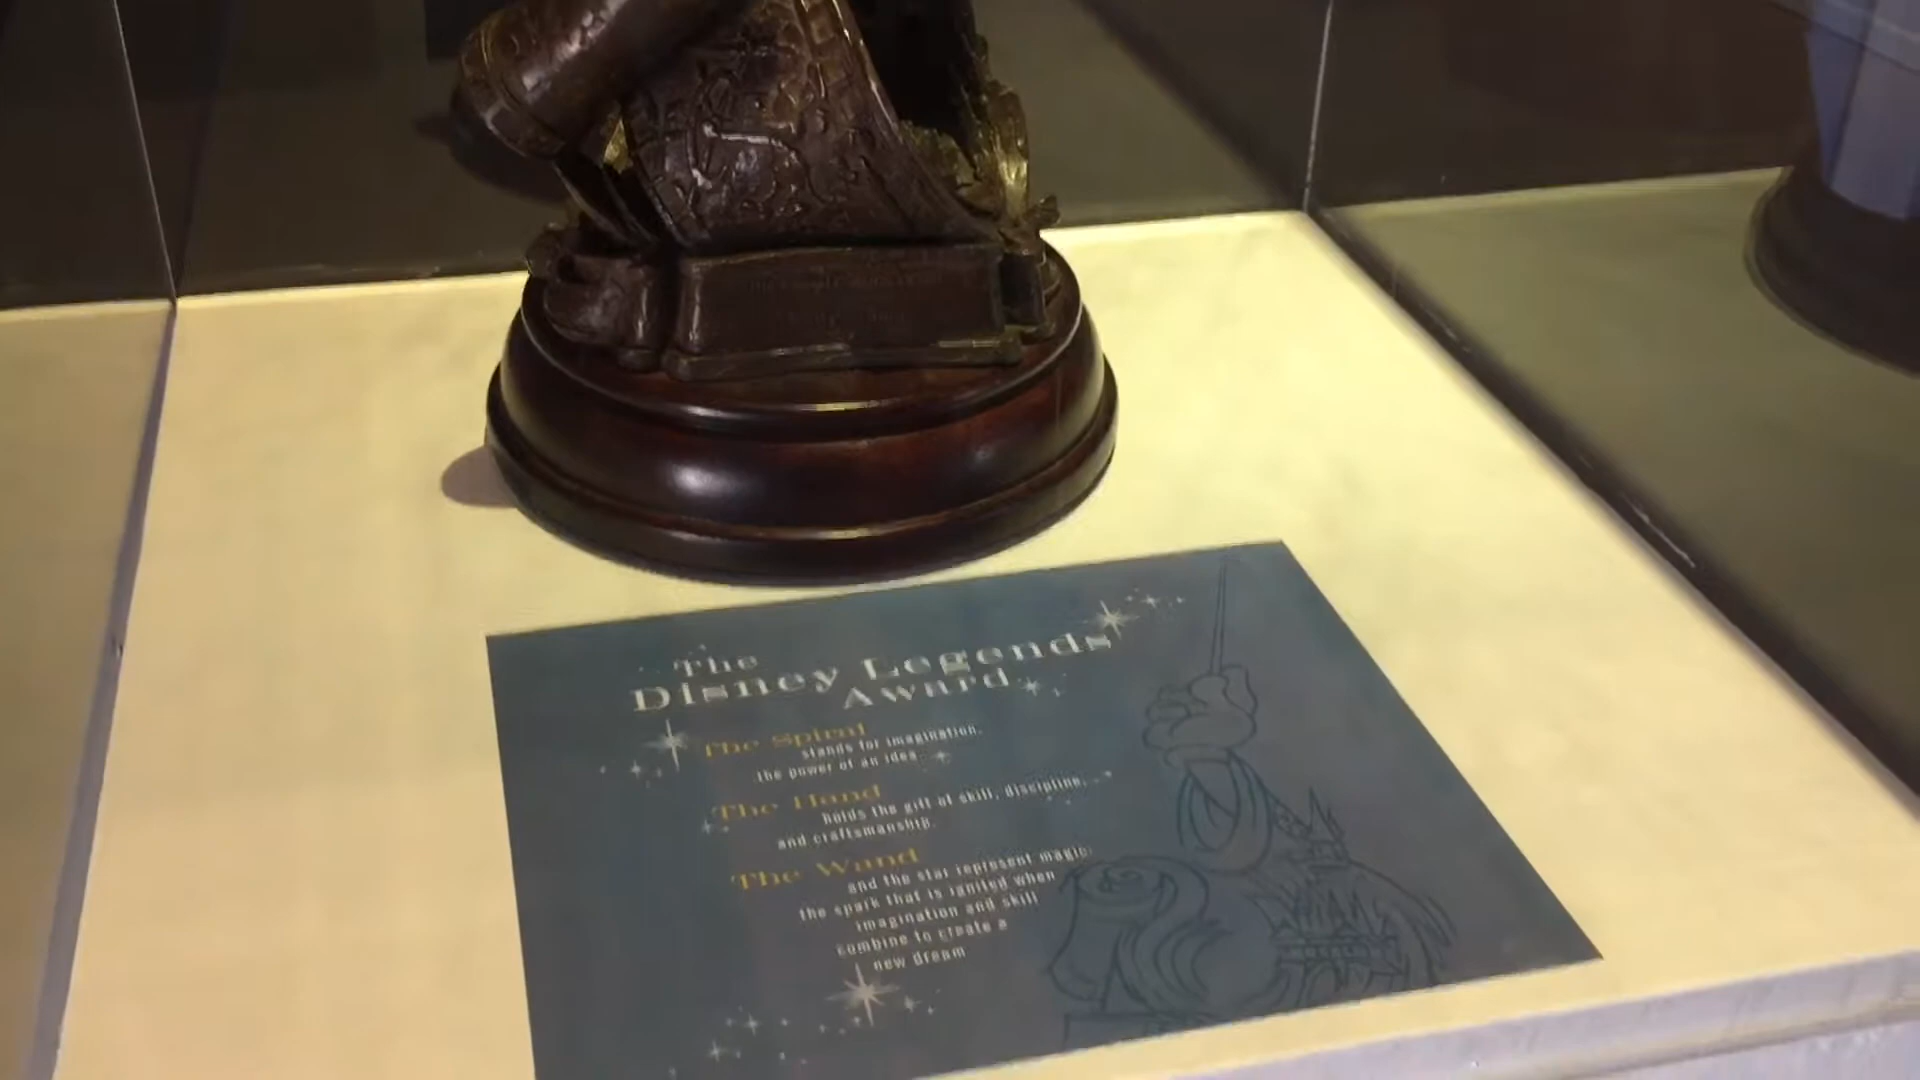 The
Disney Legends
Award
The Spiral
stands for imagination,
the power of an idea
The Hand
holds the gift of skill, discipline,
and craftsmanship.
The Wand
and the star represent magic:
the spark that is ignited when
imagination and skill
combine to create a
new dream